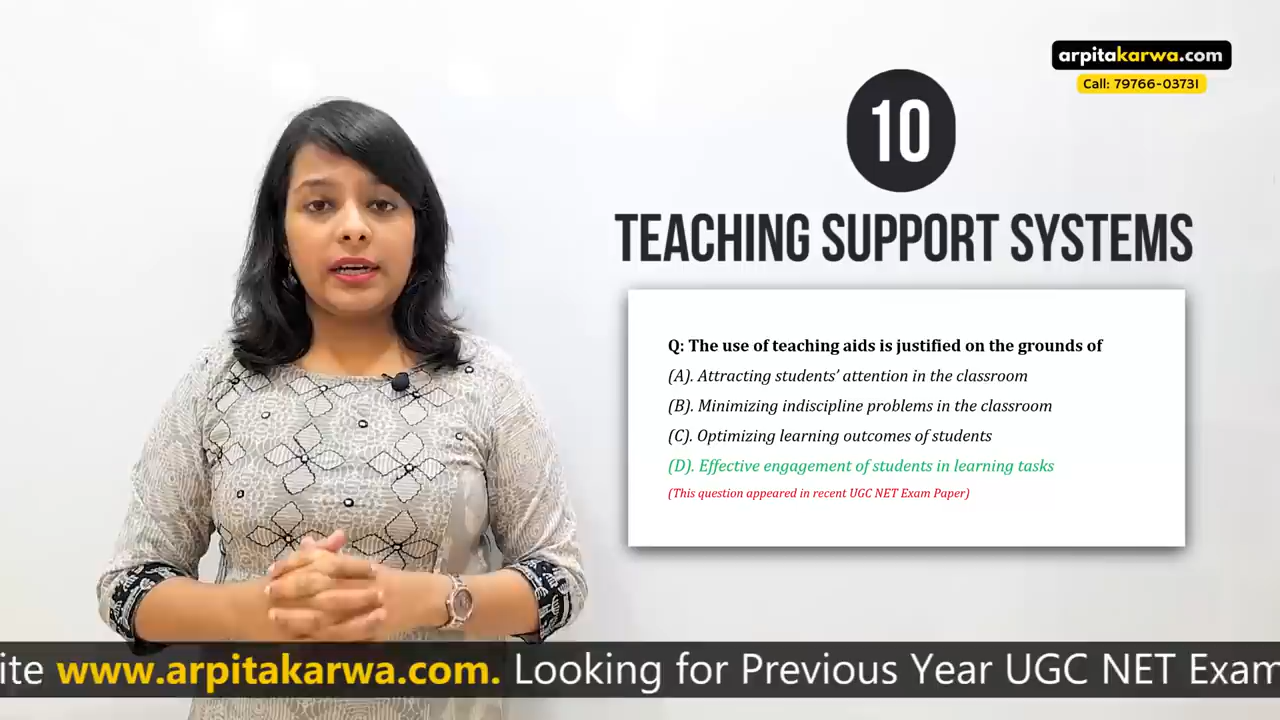 arpitakarwa.com
Call: 79766-03731
10
TEACHING SUPPORT SYSTEMS
Q: The use of teaching aids is justified on the grounds of
(A). Attracting students’ attention in the classroom
(B). Minimizing indiscipline problems in the classroom
(C). Optimizing learning outcomes of students
(D). Effective engagement of students in learning tasks
(This question appeared in recent UGC NET Exam Paper)
ite www.arpitakarwa.com. Looking for Previous Year UGC NET Exam